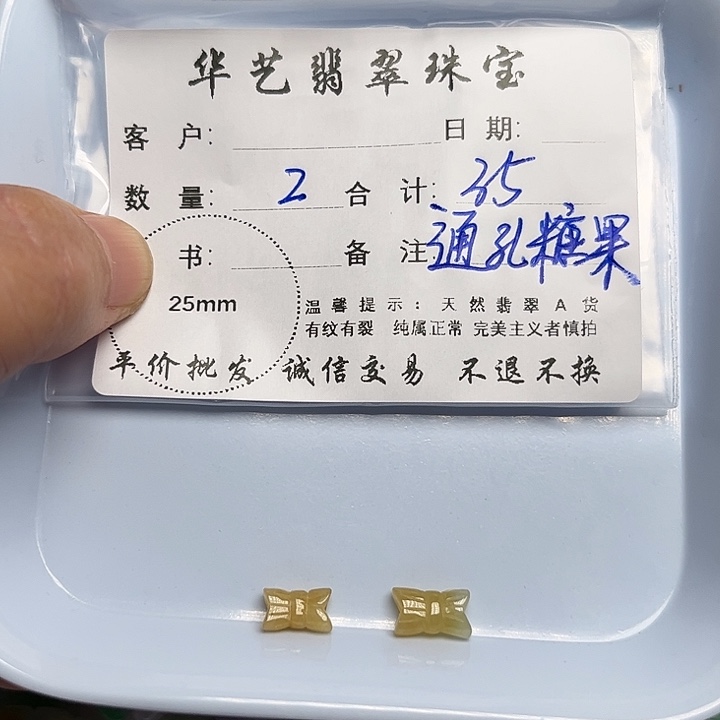 华艺翡翠珠宝
客 户: 日 期:
数 量: 2 合 计: 35
书: 备 注: 通孔糖果
25mm
温馨提示:天然翡翠A货
有纹有裂 纯属正常 完美主义者慎拍
平价批发 诚信交易 不退不换